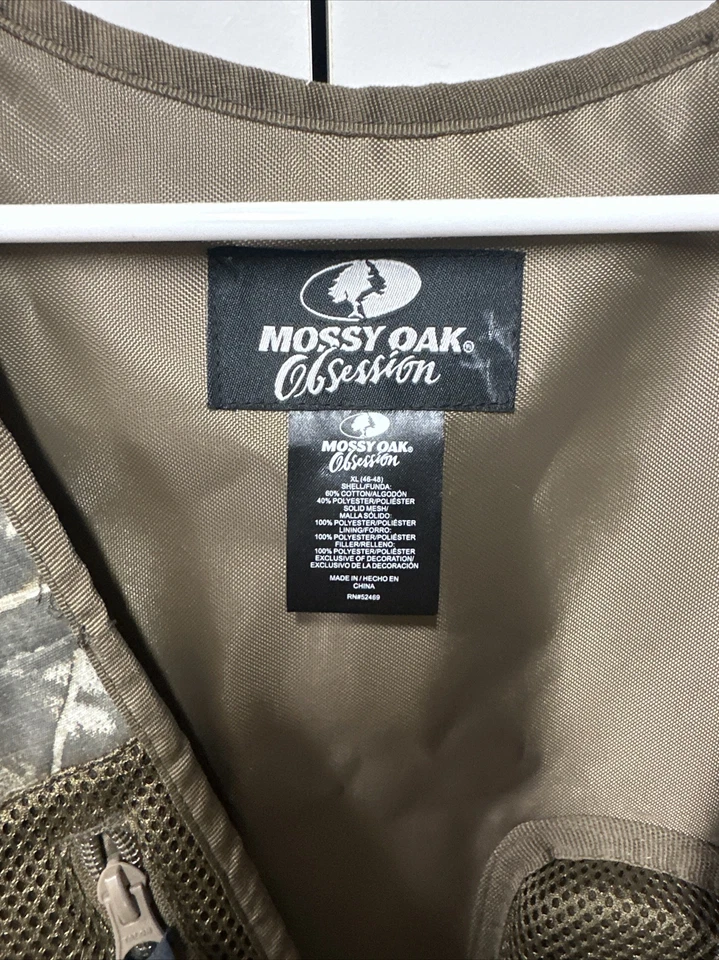 MOSSY OAK®
Obsession
MOSSY OAK®
Obsession
XL (46-48)
SHELL/FUNDA:
60% COTTON/ALGODÓN
40% POLYESTER/POLIÉSTER
SOLID MESH/
MALLA SÓLIDO:
100% POLYESTER/POLIÉSTER
LINING/FORRO:
100% POLYESTER/POLIÉSTER
FILLER/RELLENO:
100% POLYESTER/POLIÉSTER
EXCLUSIVE OF DECORATION/
EXCLUSIVO DE LA DECORACIÓN
MADE IN / HECHO EN
CHINA
RN#52469